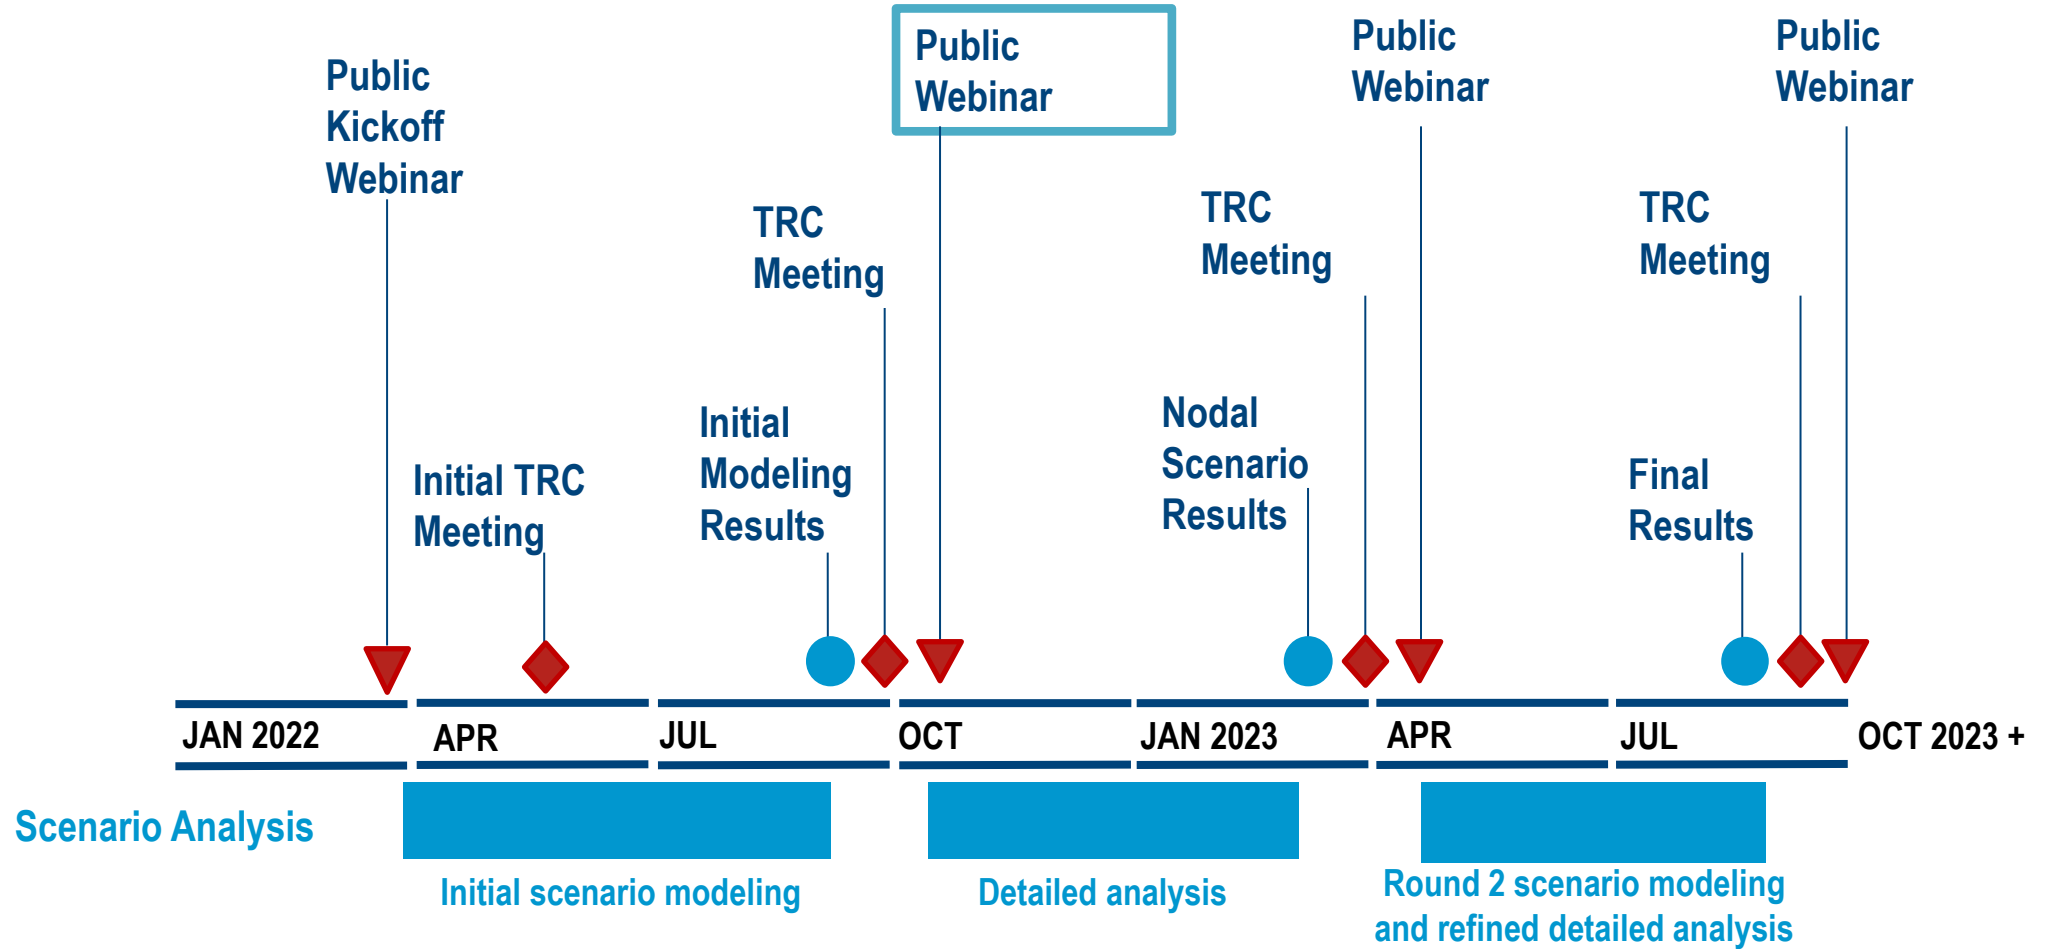 Public
Kickoff
Webinar
Public
Webinar
Public
Webinar
Public
Webinar
TRC
Meeting
TRC
Meeting
TRC
Meeting
Initial TRC
Meeting
Initial
Modeling
Results
Nodal
Scenario
Results
Final
Results
JAN 2022
APR
JUL
OCT
JAN 2023
APR
JUL
OCT 2023 +
Scenario Analysis
Initial scenario modeling
Detailed analysis
Round 2 scenario modeling
and refined detailed analysis